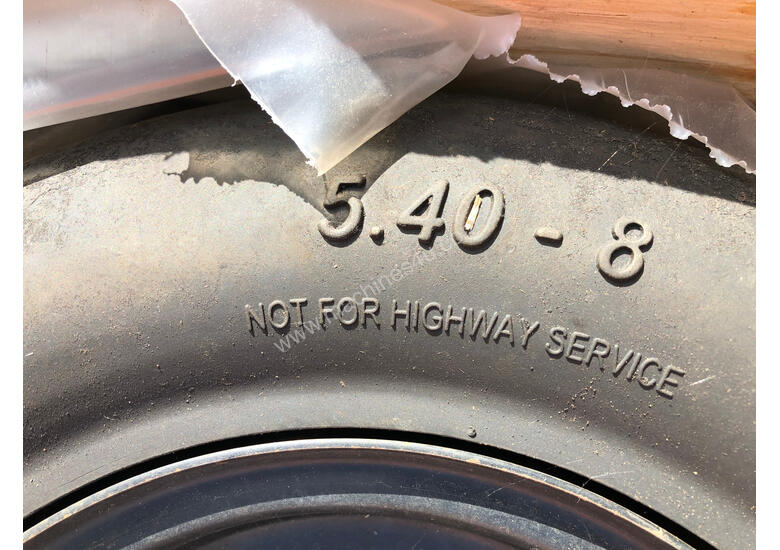 5.40 - 8
NOT FOR HIGHWAY SERVICE